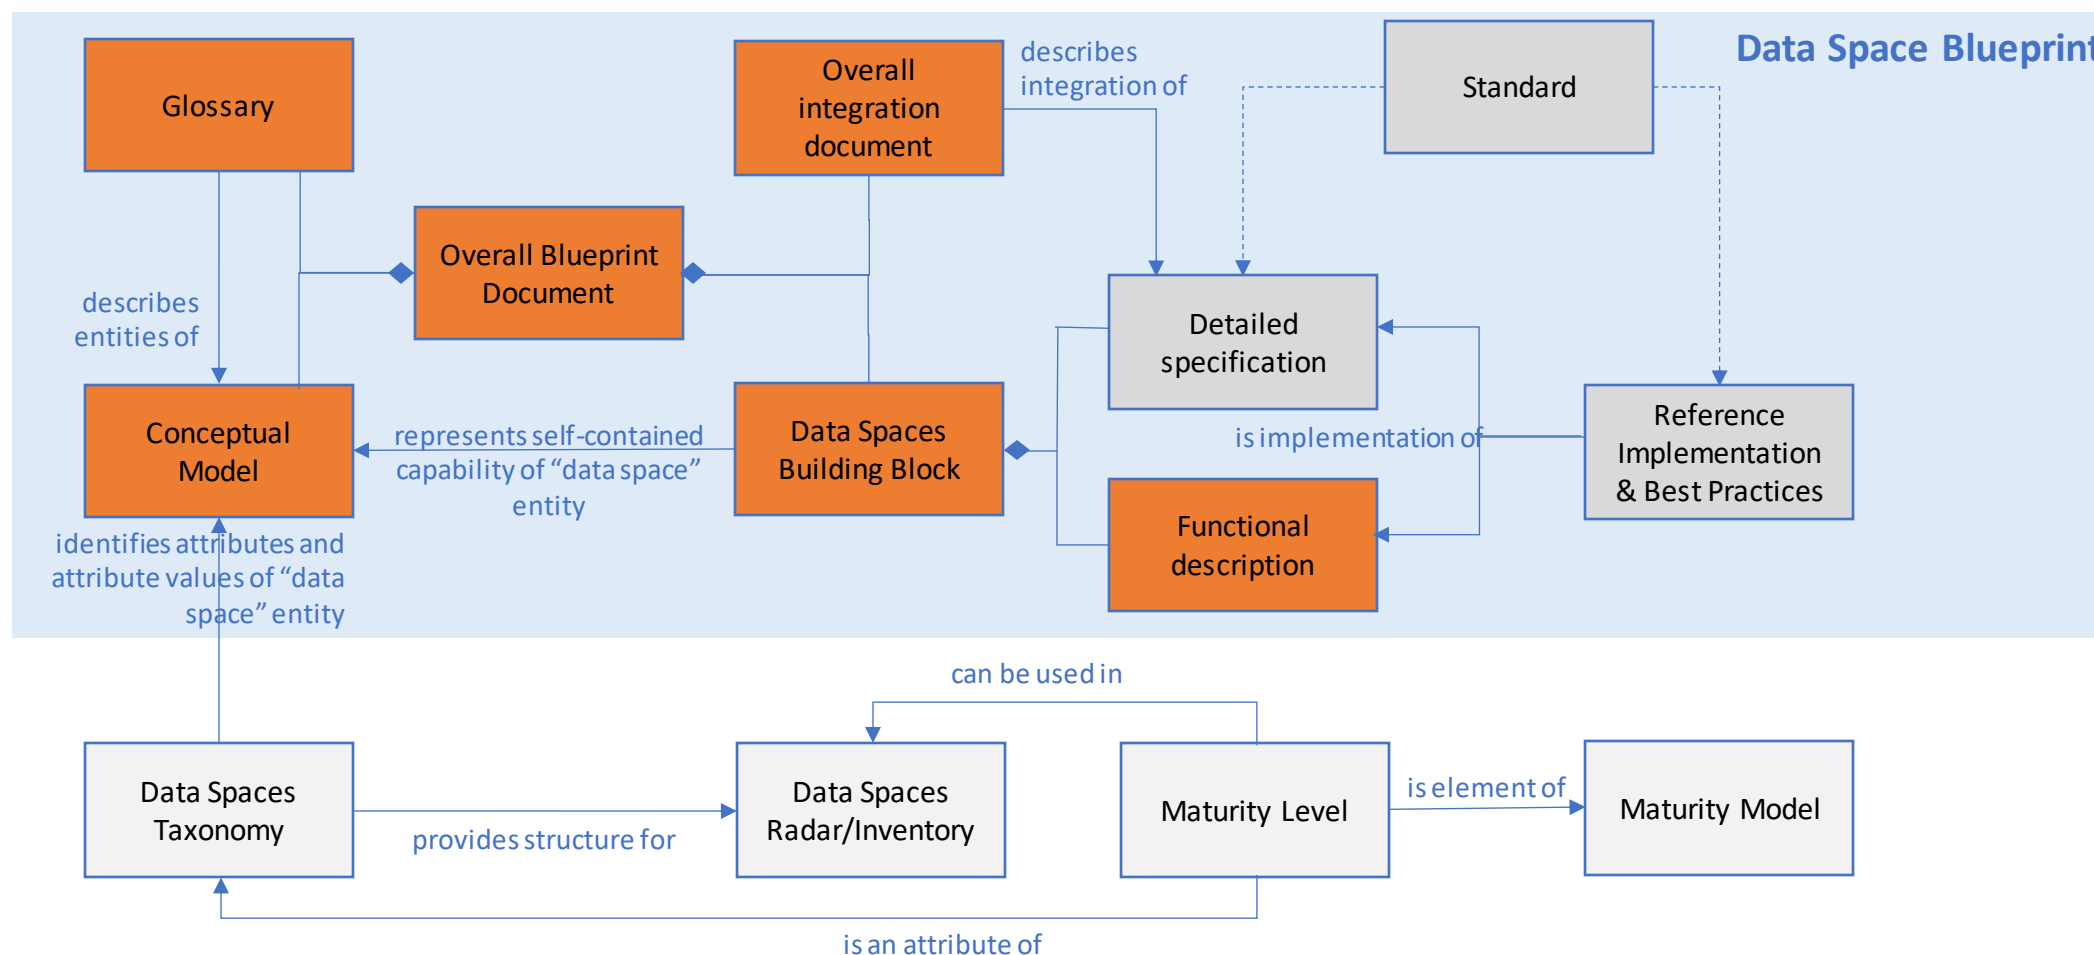 Data Space Blueprint
Glossary
Overall
integration
document
describes
integration of
Standard
Overall Blueprint
Document
describes
entities of
Detailed
specification
Conceptual
Model
represents self-contained
capability of “data space”
entity
Data Spaces
Building Block
is implementation of
Reference
Implementation
& Best Practices
Functional
description
identifies attributes and
attribute values of “data
space” entity
can be used in
Data Spaces
Taxonomy
provides structure for
Data Spaces
Radar/Inventory
Maturity Level
is element of
Maturity Model
is an attribute of